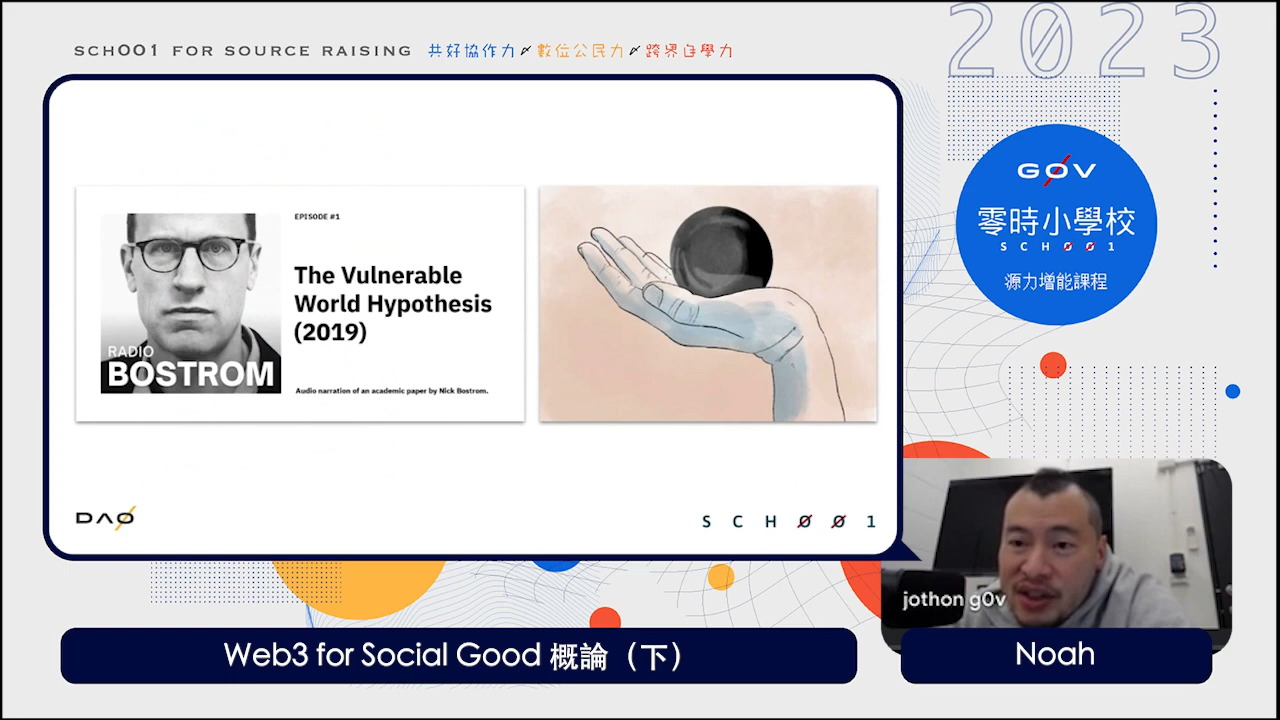 SCH001 FOR SOURCE RAISING 共好協作力 數位公民力 跨界自學力
2023
G0V
零時小學校
SCH001
源力增能課程
EPISODE #1
The Vulnerable
World Hypothesis
(2019)
RADIO
BOSTROM
Audio narration of an academic paper by Nick Bostrom.
DAO
SCH001
jothon g0v
Web3 for Social Good 概論（下）
Noah